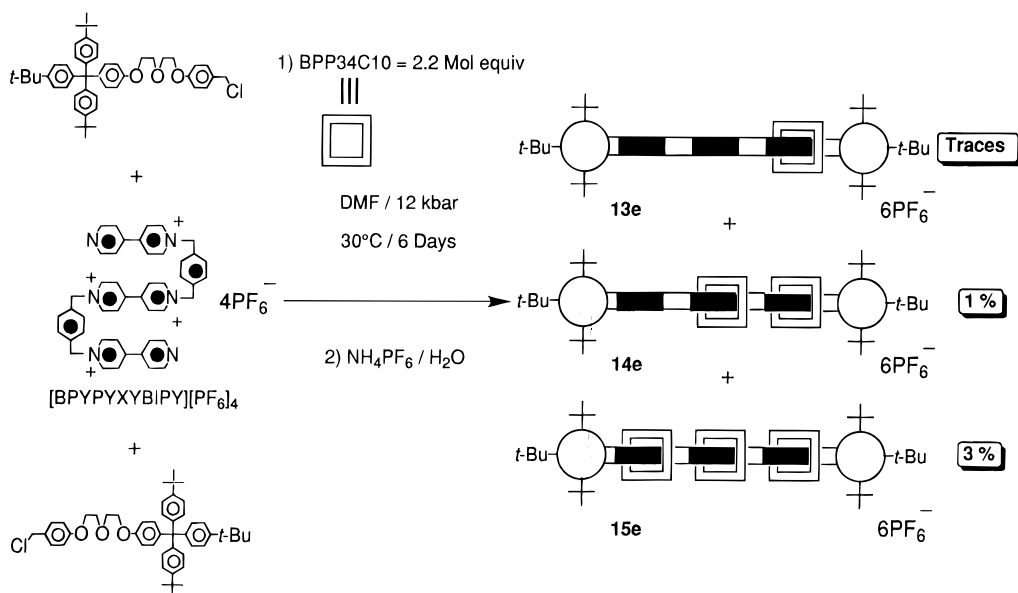 t-Bu
O O O
Cl
+
N N +
+ N N
+
N N
+
4PF6−
[BPYPYXYBIPY][PF6]4
+
Cl
O O O
t-Bu
1) BPP34C10 = 2.2 Mol equiv
DMF / 12 kbar
30°C / 6 Days
2) NH4PF6 / H2O
t-Bu t-Bu Traces
13e 6PF6−
+
t-Bu t-Bu 1 %
14e 6PF6−
+
t-Bu t-Bu 3 %
15e 6PF6−